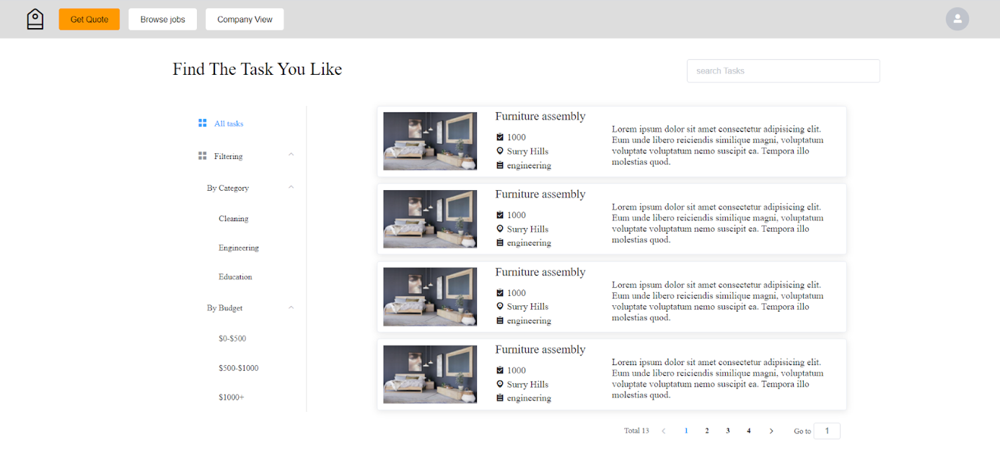 Get Quote
Browse jobs
Company View
Find The Task You Like
search Tasks
All tasks
Filtering
By Category
Cleaning
Engineering
Education
By Budget
$0-$500
$500-$1000
$1000+
Furniture assembly
1000
Surry Hills
engineering
Lorem ipsum dolor sit amet consectetur adipisicing elit.
Eum unde libero reiciendis similique magni, voluptatum
voluptate voluptatum nemo suscipit ea. Tempora illo
molestias quod.
Furniture assembly
1000
Surry Hills
engineering
Lorem ipsum dolor sit amet consectetur adipisicing elit.
Eum unde libero reiciendis similique magni, voluptatum
voluptate voluptatum nemo suscipit ea. Tempora illo
molestias quod.
Furniture assembly
1000
Surry Hills
engineering
Lorem ipsum dolor sit amet consectetur adipisicing elit.
Eum unde libero reiciendis similique magni, voluptatum
voluptate voluptatum nemo suscipit ea. Tempora illo
molestias quod.
Furniture assembly
1000
Surry Hills
engineering
Lorem ipsum dolor sit amet consectetur adipisicing elit.
Eum unde libero reiciendis similique magni, voluptatum
voluptate voluptatum nemo suscipit ea. Tempora illo
molestias quod.
Total 13 1 2 3 4 Go to 1